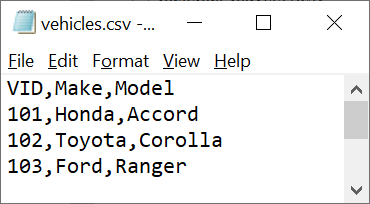 vehicles.csv -...
File Edit Format View Help
VID,Make,Model
101,Honda,Accord
102,Toyota,Corolla
103,Ford,Ranger